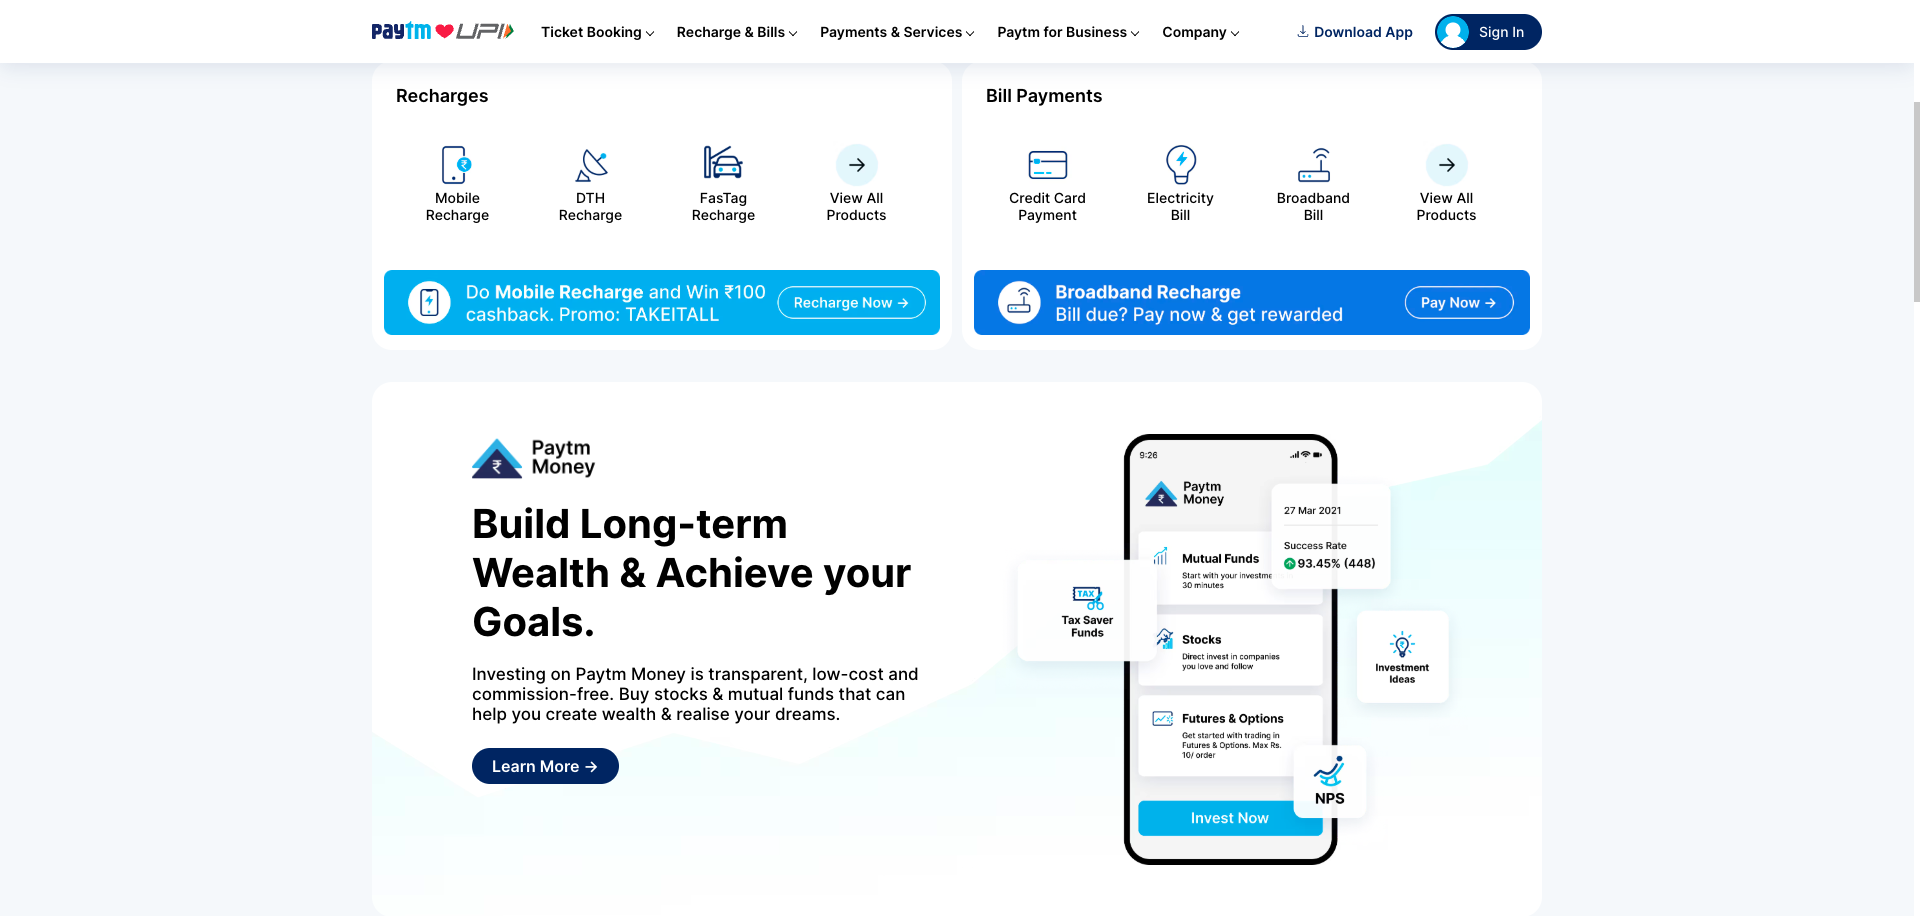 paytm UPI
Ticket Booking
Recharge & Bills
Payments & Services
Paytm for Business
Company
Download App
Sign In
Recharges
Mobile
Recharge
DTH
Recharge
FasTag
Recharge
View All
Products
Do Mobile Recharge and Win ₹100
cashback. Promo: TAKEITALL
Recharge Now →
Bill Payments
Credit Card
Payment
Electricity
Bill
Broadband
Bill
View All
Products
Broadband Recharge
Bill due? Pay now & get rewarded
Pay Now →
Paytm
Money
Build Long-term
Wealth & Achieve your
Goals.
Investing on Paytm Money is transparent, low-cost and
commission-free. Buy stocks & mutual funds that can
help you create wealth & realise your dreams.
Learn More →
9:26
Paytm
Money
27 Mar 2021
Success Rate
93.45% (448)
Mutual Funds
Start with your investme
30 minutes
TAX
Tax Saver
Funds
Stocks
Direct invest in companies
you love and follow
Investment
Ideas
Futures & Options
Get started with trading in
Futures & Options. Max Rs.
10/ order
NPS
Invest Now